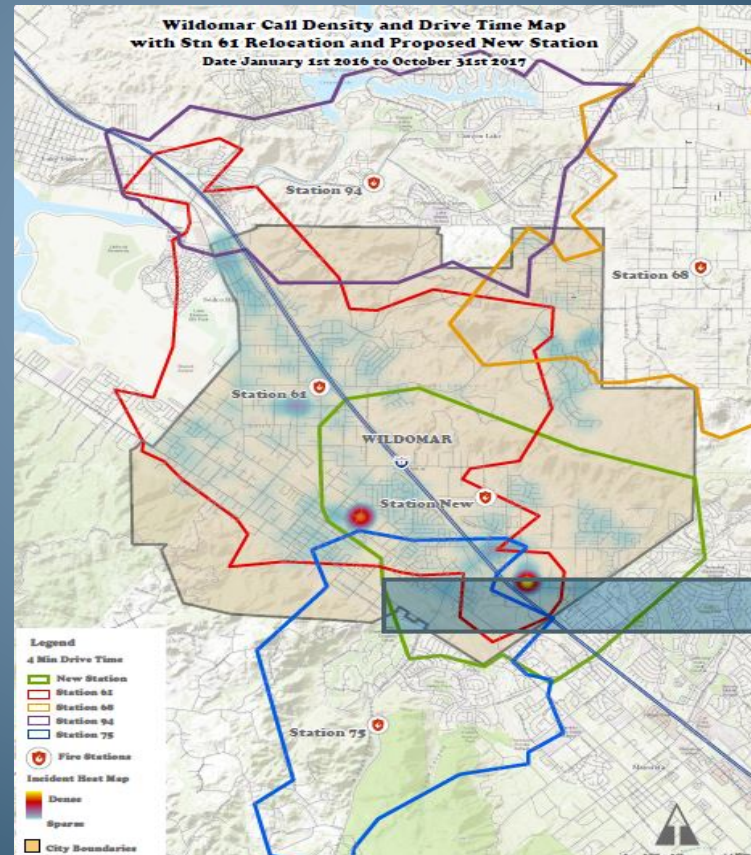 Wildomar Call Density and Drive Time Map
with Stn 61 Relocation and Proposed New Station
Date January 1st 2016 to October 31st 2017
Canyon Lake
Station 94
Station 68
Station 61
WILDOMAR
Station New
Station 75
Murrieta
Legend
4 Min Drive Time
New Station
Station 61
Station 68
Station 94
Station 75
Fire Stations
Incident Heat Map
Dense
Sparse
City Boundaries